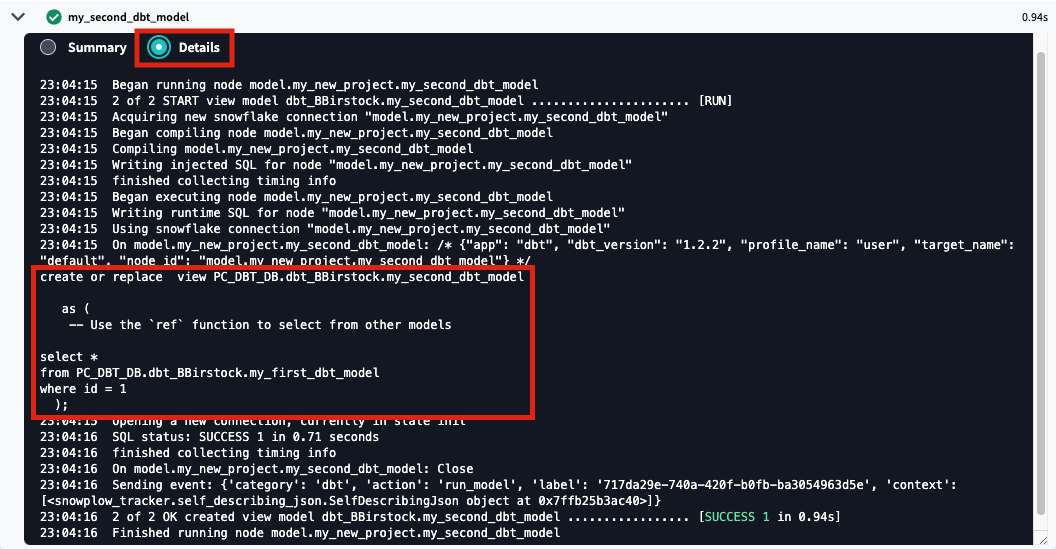 my_second_dbt_model 0.94s
Summary Details
23:04:15 Began running node model.my_new_project.my_second_dbt_model
23:04:15 2 of 2 START view model dbt_BBirstock.my_second_dbt_model ...................... [RUN]
23:04:15 Acquiring new snowflake connection "model.my_new_project.my_second_dbt_model"
23:04:15 Began compiling node model.my_new_project.my_second_dbt_model
23:04:15 Compiling model.my_new_project.my_second_dbt_model
23:04:15 Writing injected SQL for node "model.my_new_project.my_second_dbt_model"
23:04:15 finished collecting timing info
23:04:15 Began executing node model.my_new_project.my_second_dbt_model
23:04:15 Writing runtime SQL for node "model.my_new_project.my_second_dbt_model"
23:04:15 Using snowflake connection "model.my_new_project.my_second_dbt_model"
23:04:15 On model.my_new_project.my_second_dbt_model: /* {"app": "dbt", "dbt_version": "1.2.2", "profile_name": "user", "target_name":
"default", "node_id": "model.my_new_project.my_second_dbt_model"} */
create or replace  view PC_DBT_DB.dbt_BBirstock.my_second_dbt_model
as (
-- Use the `ref` function to select from other models
select *
from PC_DBT_DB.dbt_BBirstock.my_first_dbt_model
where id = 1
);
23:04:15 Opening a new connection, currently in state init
23:04:16 SQL status: SUCCESS 1 in 0.71 seconds
23:04:16 finished collecting timing info
23:04:16 On model.my_new_project.my_second_dbt_model: Close
23:04:16 Sending event: {'category': 'dbt', 'action': 'run_model', 'label': '717da29e-740a-420f-b0fb-ba3054963d5e', 'context':
[<snowplow_tracker.self_describing_json.SelfDescribingJson object at 0x7ffb25b3ac40>]}
23:04:16 2 of 2 OK created view model dbt_BBirstock.my_second_dbt_model ................. [SUCCESS 1 in 0.94s]
23:04:16 Finished running node model.my_new_project.my_second_dbt_model